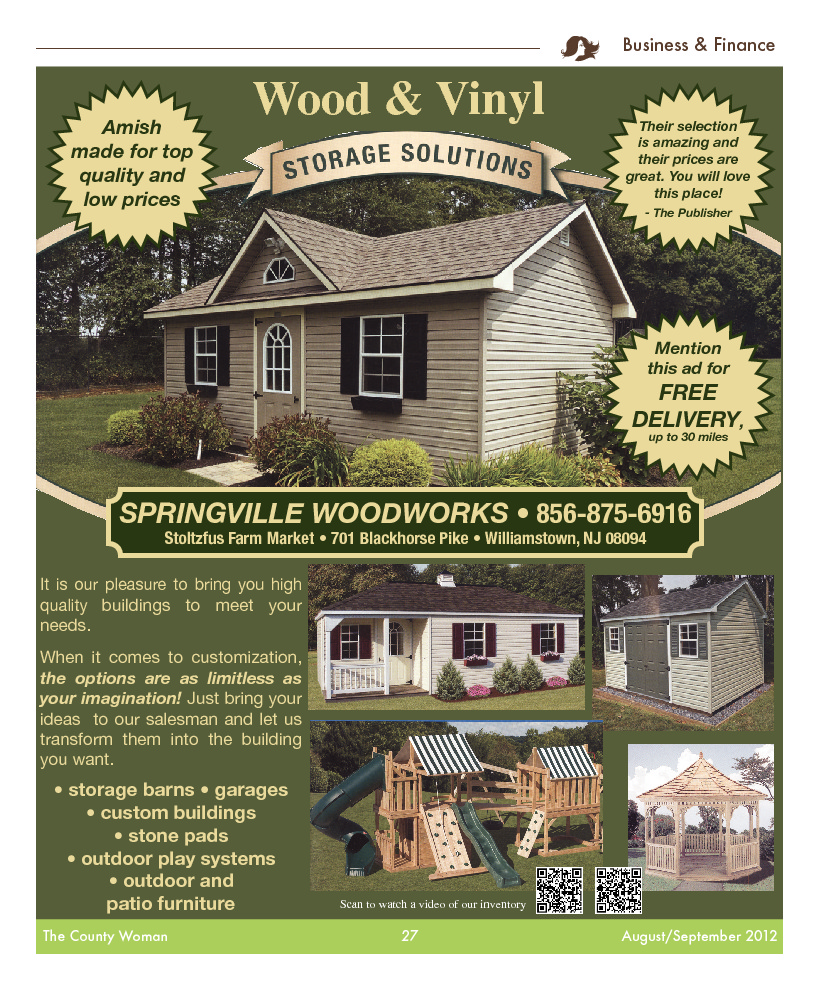 Business & Finance
Wood & Vinyl
STORAGE SOLUTIONS
Amish
made for top
quality and
low prices
Their selection
is amazing and
their prices are
great. You will love
this place!
- The Publisher
Mention
this ad for
FREE
DELIVERY,
up to 30 miles
SPRINGVILLE WOODWORKS • 856-875-6916
Stoltzfus Farm Market • 701 Blackhorse Pike • Williamstown, NJ 08094
It is our pleasure to bring you high
quality buildings to meet your
needs.
When it comes to customization,
the options are as limitless as
your imagination! Just bring your
ideas to our salesman and let us
transform them into the building
you want.
• storage barns • garages
• custom buildings
• stone pads
• outdoor play systems
• outdoor and
patio furniture
Scan to watch a video of our inventory
The County Woman
27
August/September 2012